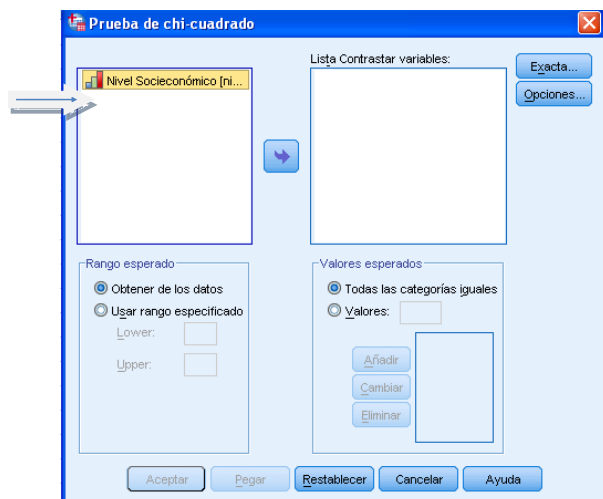 Prueba de chi-cuadrado
Lista Contrastar variables:
Nivel Socieconómico [ni...
Exacta...
Opciones...
Rango esperado
Obtener de los datos
Usar rango especificado
Lower:
Upper:
Valores esperados
Todas las categorías iguales
Valores:
Añadir
Cambiar
Eliminar
Aceptar
Pegar
Restablecer
Cancelar
Ayuda